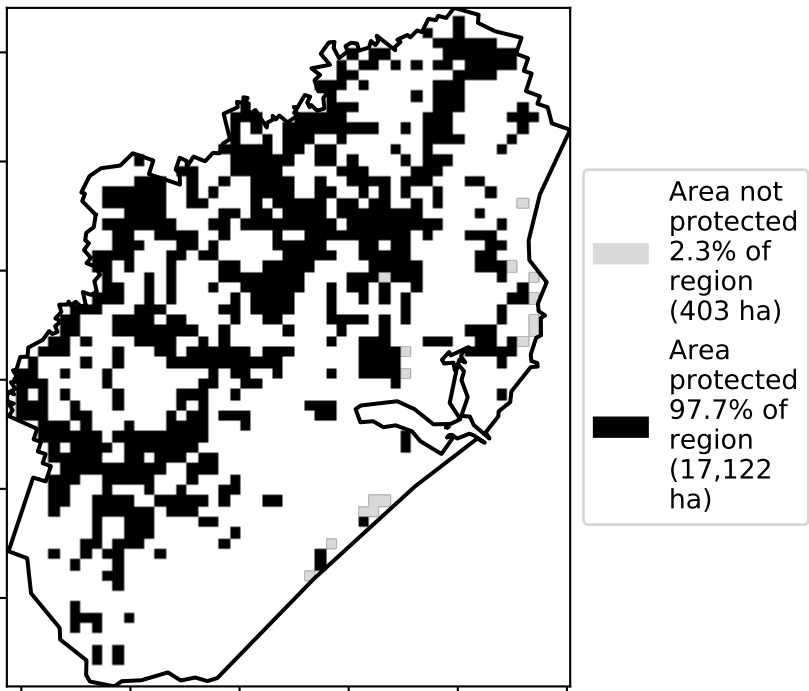 Area not
protected
2.3% of
region
(403 ha)
Area
protected
97.7% of
region
(17,122
ha)